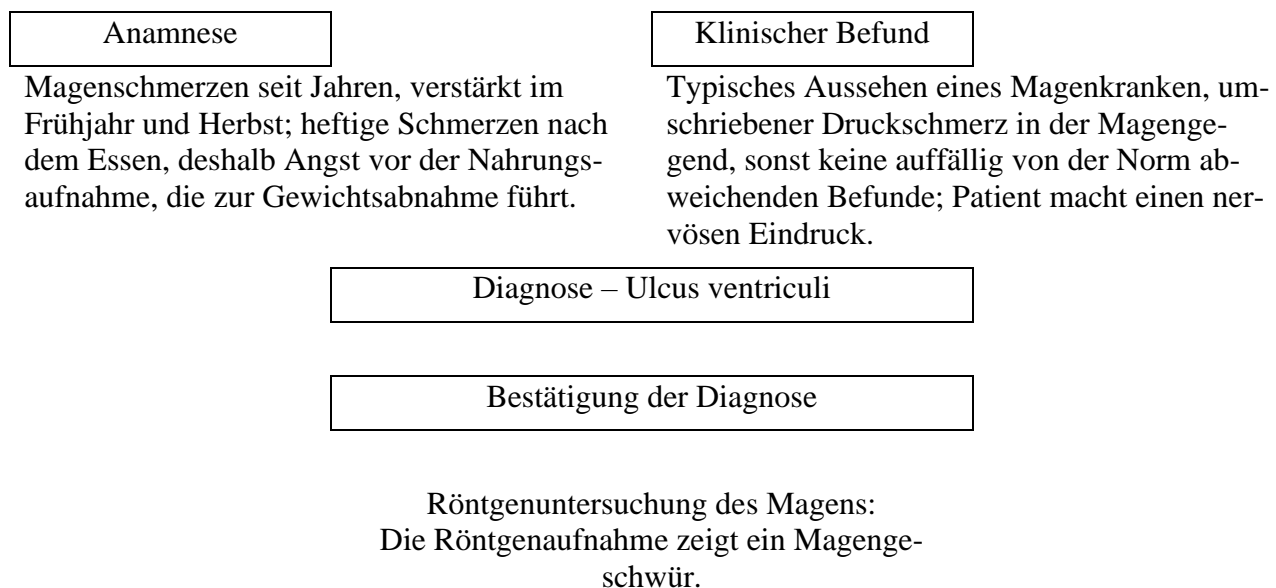 Anamnese
Magenschmerzen seit Jahren, verstärkt im
Frühjahr und Herbst; heftige Schmerzen nach
dem Essen, deshalb Angst vor der Nahrungs-
aufnahme, die zur Gewichtsabnahme führt.
Klinischer Befund
Typisches Aussehen eines Magenkranken, um-
schriebener Druckschmerz in der Magenge-
gend, sonst keine auffällig von der Norm ab-
weichenden Befunde; Patient macht einen ner-
vösen Eindruck.
Diagnose – Ulcus ventriculi
Bestätigung der Diagnose
Röntgenuntersuchung des Magens:
Die Röntgenaufnahme zeigt ein Magenge-
schwür.